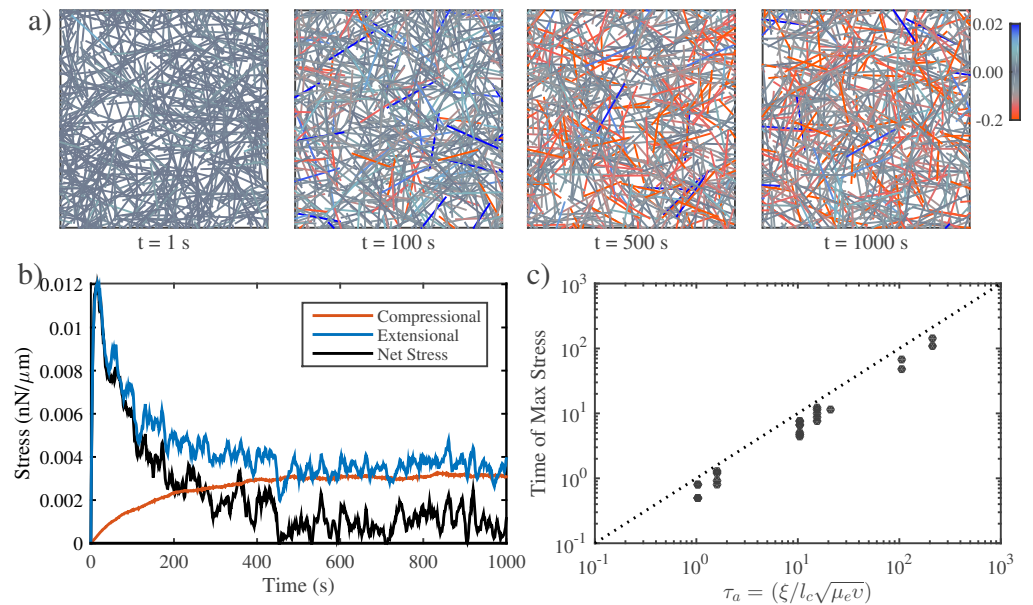 a)
0.02
0.00
-0.2
t = 1 s
t = 100 s
t = 500 s
t = 1000 s
b)
0.012
0.01
0.008
0.006
0.004
0.002
0
Stress (nN/μm)
Compressional
Extensional
Net Stress
0 200 400 600 800 1000
Time (s)
c)
10^3
10^2
10^1
10^0
10^-1
Time of Max Stress
10^-1 10^0 10^1 10^2 10^3
τ_a = (ξ/l_c√μ_eυ)